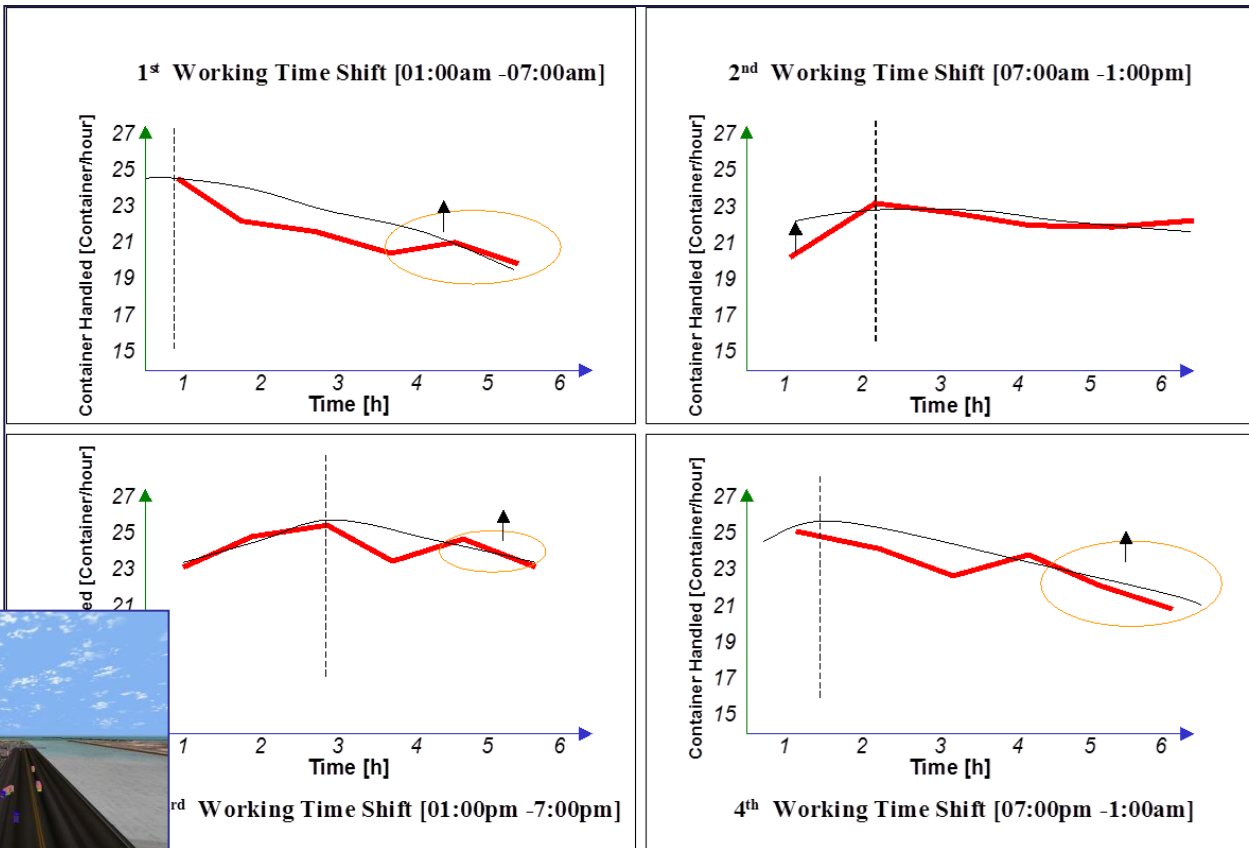 1st Working Time Shift [01:00am -07:00am]
Container Handled [Container/hour]
27
25
23
21
19
17
15
1 2 3 4 5 6
Time [h]
2nd Working Time Shift [07:00am -1:00pm]
Container Handled [Container/hour]
27
25
23
21
19
17
15
1 2 3 4 5 6
Time [h]
ed [Container/hour]
27
25
23
21
1 2 3 4 5 6
Time [h]
rd Working Time Shift [01:00pm -7:00pm]
Container Handled [Container/hour]
27
25
23
21
19
17
15
1 2 3 4 5 6
Time [h]
4th Working Time Shift [07:00pm -1:00am]